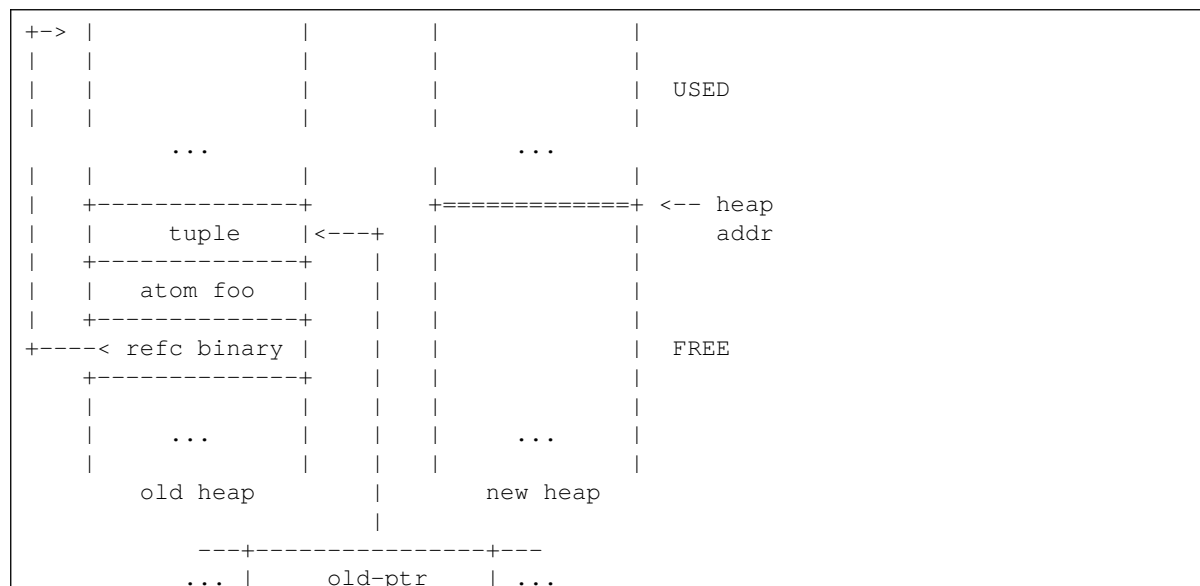 +-> |               |         |              |
|   |               |         |              |
|   |               |         |              |  USED
|   |               |         |              |
          ...                       ...
|   |               |         |              |
|   +---------------+         +==============+ <-- heap
|   |     tuple     |<---+    |              |     addr
|   +---------------+    |    |              |
|   |   atom foo    |    |    |              |
|   +---------------+    |    |              |
+----< refc binary  |    |    |              |  FREE
    +---------------+    |    |              |
    |               |    |    |              |
    |     ...       |    |    |     ...      |
    |               |    |    |              |
       old heap          |       new heap
                         |
            ---+----------------+---
           ... |     old-ptr    | ...